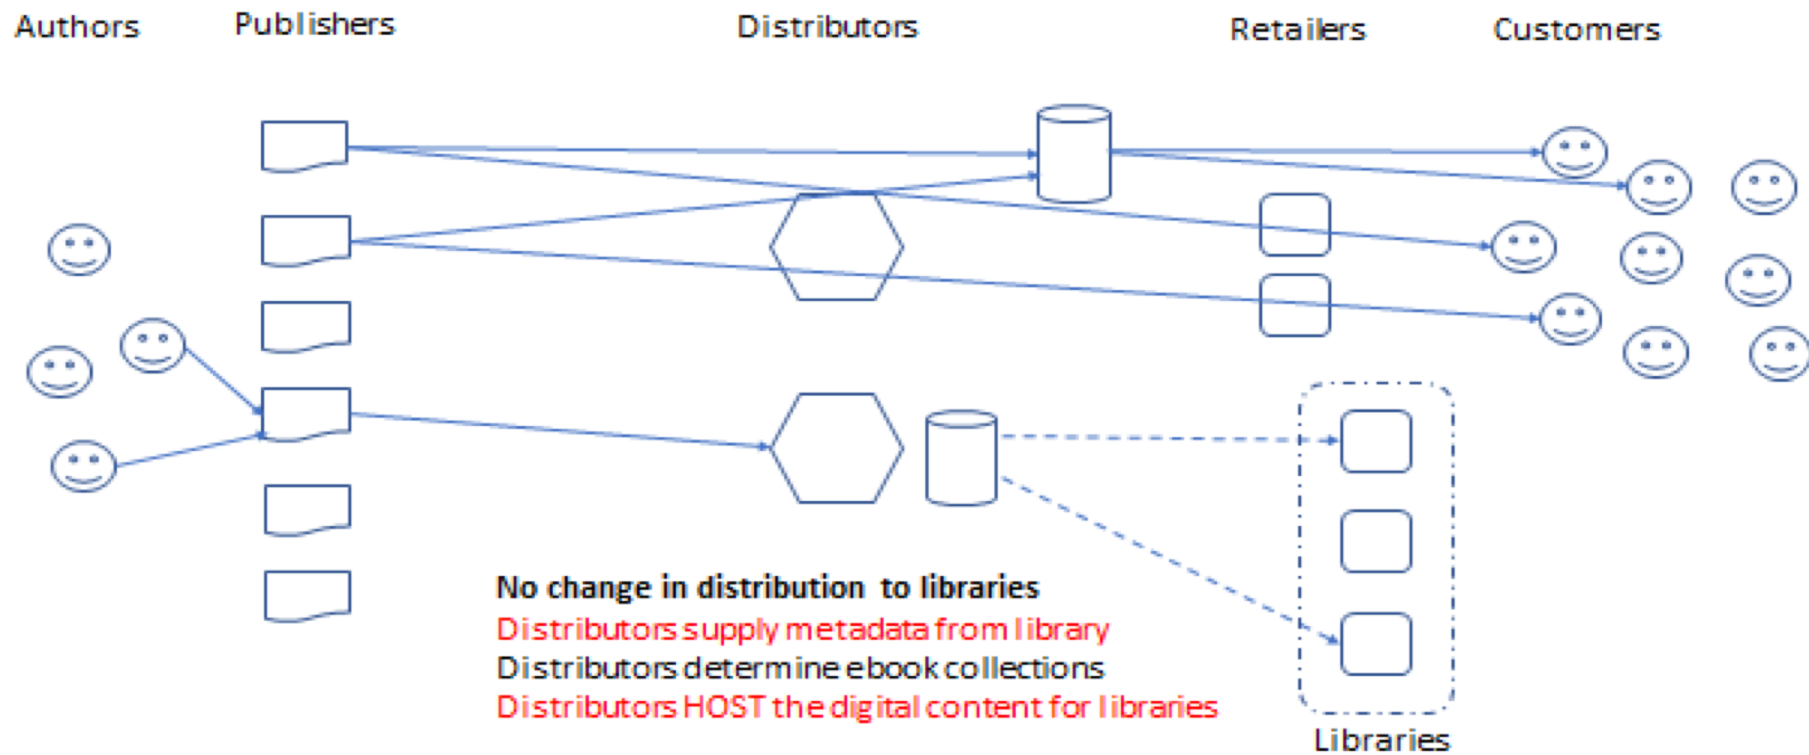 Authors
Publishers
Distributors
Retailers
Customers
No change in distribution to libraries
Distributors supply metadata from library
Distributors determine ebook collections
Distributors HOST the digital content for libraries
Libraries